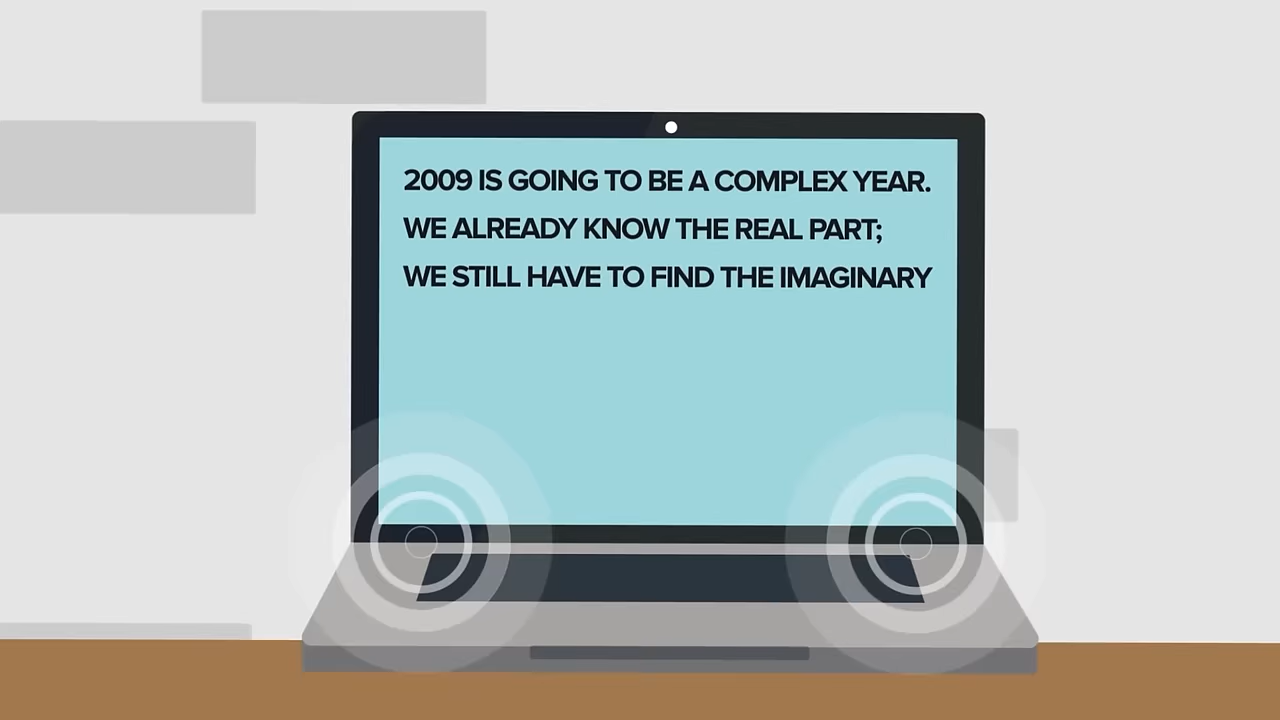 2009 IS GOING TO BE A COMPLEX YEAR.
WE ALREADY KNOW THE REAL PART;
WE STILL HAVE TO FIND THE IMAGINARY